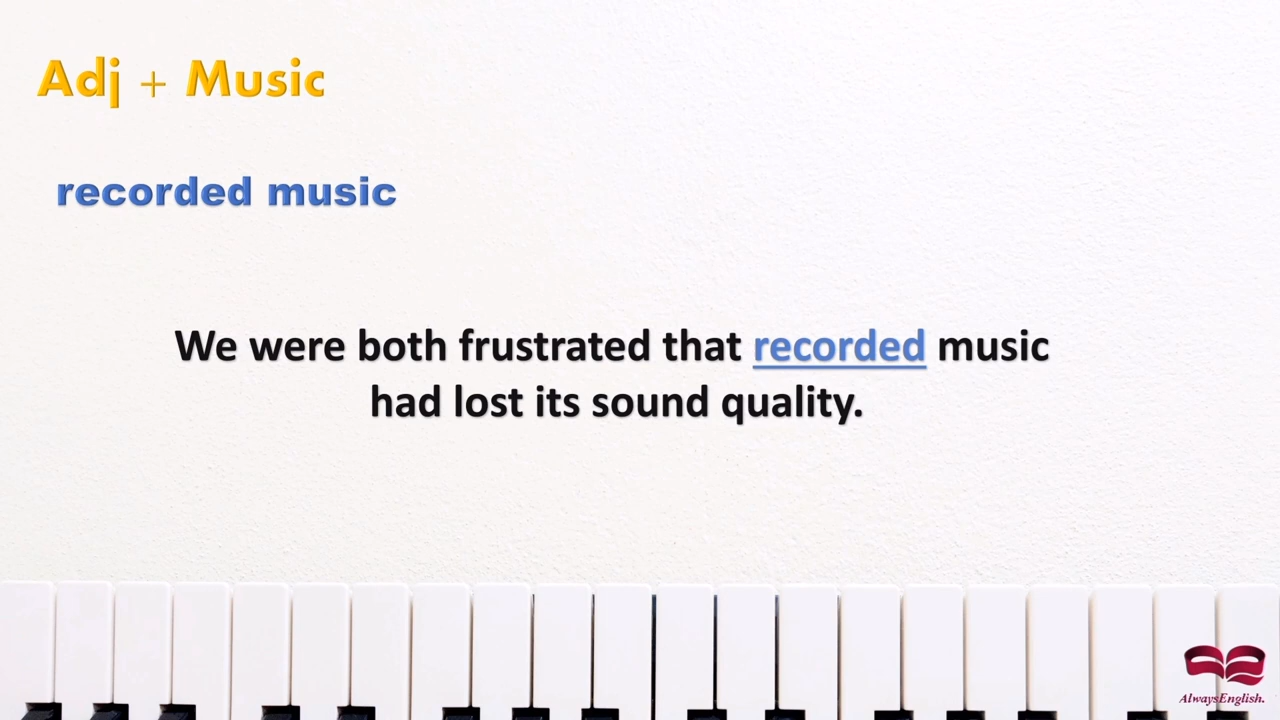 Adj + Music
recorded music
We were both frustrated that recorded music
had lost its sound quality.
AlwaysEnglish.